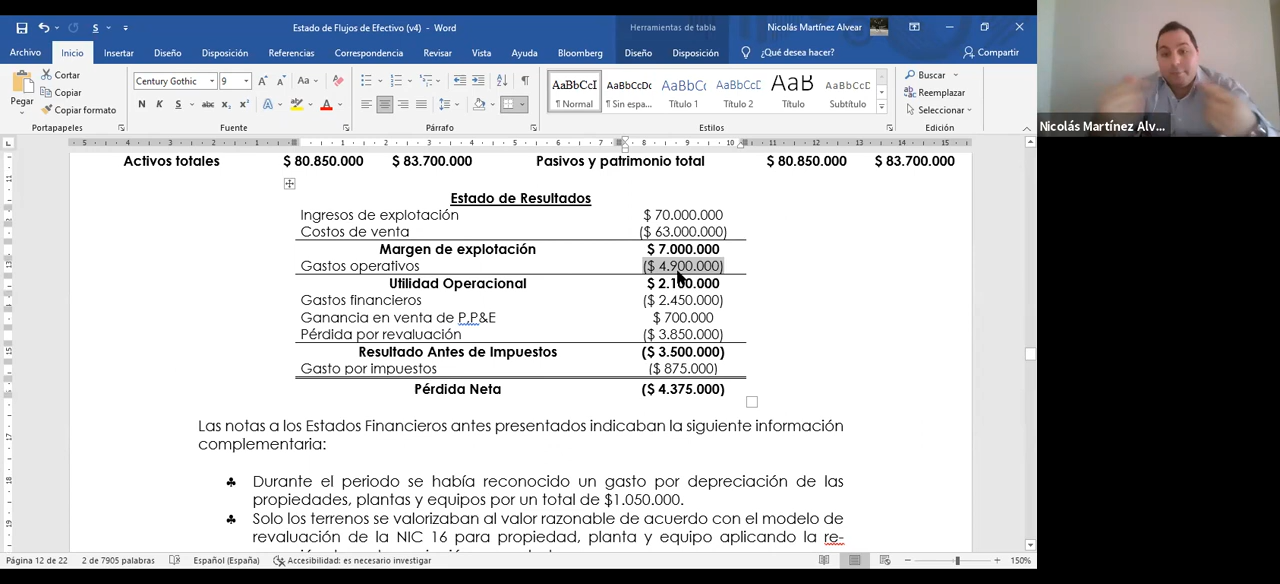 Estado de Flujos de Efectivo (v4) - Word
Herramientas de tabla
Nicolás Martínez Alvear
Archivo Inicio Insertar Diseño Disposición Referencias Correspondencia Revisar Vista Ayuda Bloomberg Diseño Disposición ¿Qué desea hacer? Compartir
Pegar
Cortar
Copiar
Copiar formato
Portapapeles
Century Gothic 9
Fuente
Párrafo
AaBbCcI AaBbCc AaBbC AaBbCcD AaB AaBbCcD
¶ Normal ¶ Sin espa... Título 1 Título 2 Título Subtítulo
Estilos
Buscar
Reemplazar
Seleccionar
Edición
Nicolás Martínez Alv...
Activos totales $ 80.850.000 $ 83.700.000 Pasivos y patrimonio total $ 80.850.000 $ 83.700.000
Estado de Resultados
Ingresos de explotación $ 70.000.000
Costos de venta ($ 63.000.000)
Margen de explotación $ 7.000.000
Gastos operativos ($ 4.900.000)
Utilidad Operacional $ 2.100.000
Gastos financieros ($ 2.450.000)
Ganancia en venta de P,P&E $ 700.000
Pérdida por revaluación ($ 3.850.000)
Resultado Antes de Impuestos ($ 3.500.000)
Gasto por impuestos ($ 875.000)
Pérdida Neta ($ 4.375.000)
Las notas a los Estados Financieros antes presentados indicaban la siguiente información
complementaria:
♣ Durante el periodo se había reconocido un gasto por depreciación de las
propiedades, plantas y equipos por un total de $1.050.000.
♣ Solo los terrenos se valorizaban al valor razonable de acuerdo con el modelo de
revaluación de la NIC 16 para propiedad, planta y equipo aplicando la re-
Página 12 de 22 2 de 7905 palabras Español (España) Accesibilidad: es necesario investigar 150%